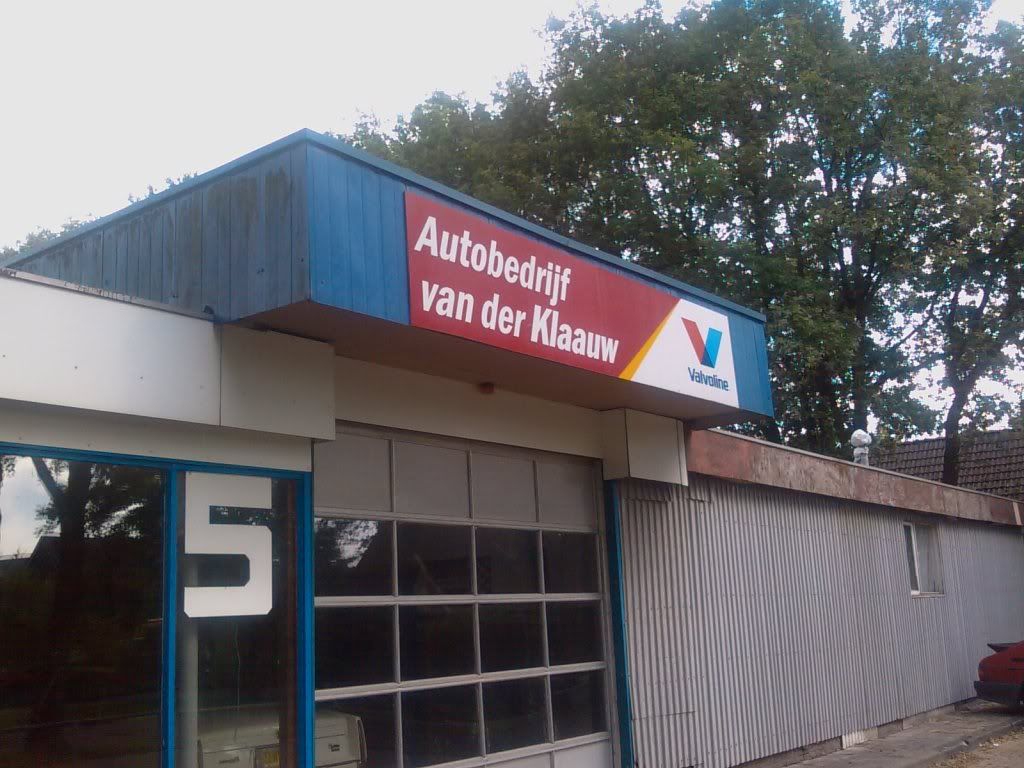 Autobedrijf
van der Klaauw
Valvoline
5